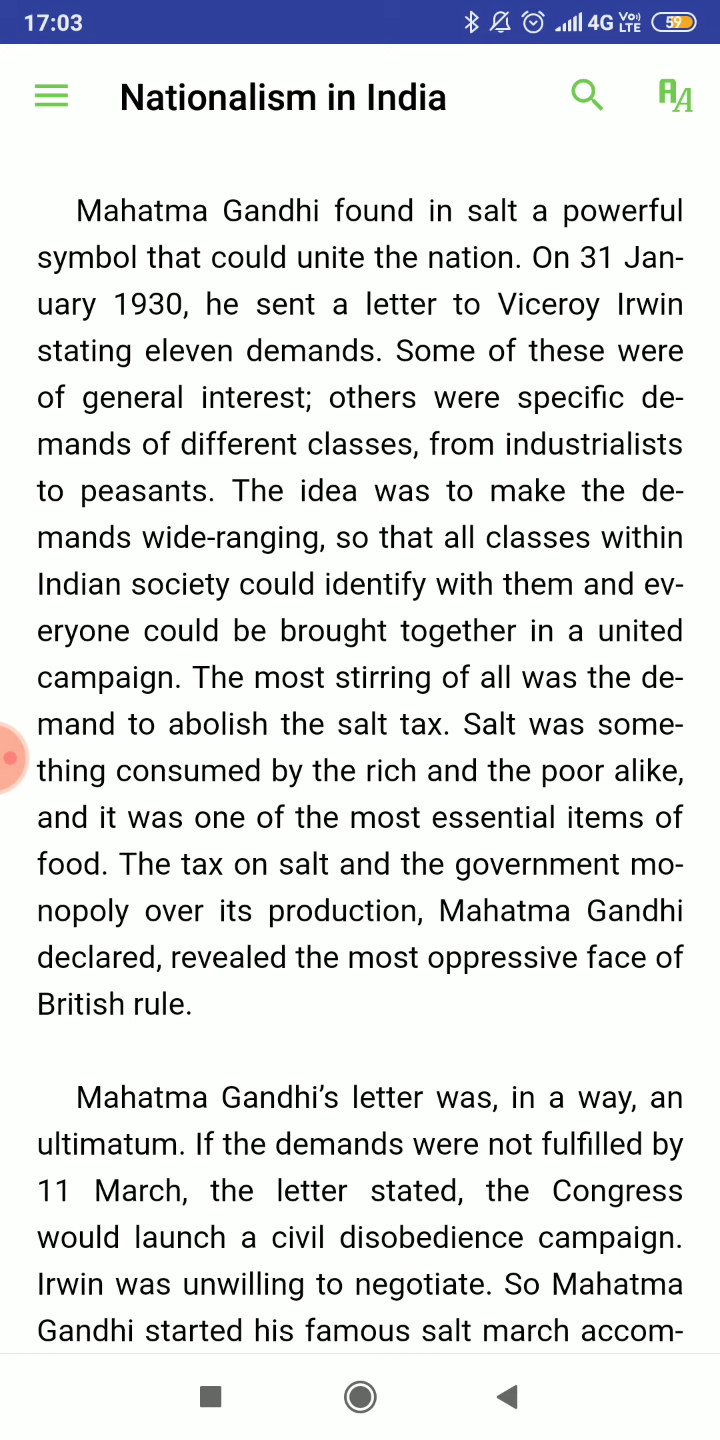 17:03 4G Vo) LTE 59
Nationalism in India
Mahatma Gandhi found in salt a powerful
symbol that could unite the nation. On 31 Jan-
uary 1930, he sent a letter to Viceroy Irwin
stating eleven demands. Some of these were
of general interest; others were specific de-
mands of different classes, from industrialists
to peasants. The idea was to make the de-
mands wide-ranging, so that all classes within
Indian society could identify with them and ev-
eryone could be brought together in a united
campaign. The most stirring of all was the de-
mand to abolish the salt tax. Salt was some-
thing consumed by the rich and the poor alike,
and it was one of the most essential items of
food. The tax on salt and the government mo-
nopoly over its production, Mahatma Gandhi
declared, revealed the most oppressive face of
British rule.
Mahatma Gandhi’s letter was, in a way, an
ultimatum. If the demands were not fulfilled by
11 March, the letter stated, the Congress
would launch a civil disobedience campaign.
Irwin was unwilling to negotiate. So Mahatma
Gandhi started his famous salt march accom-